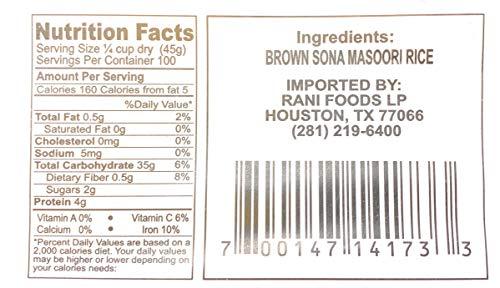 Nutrition Facts
Serving Size ¼ cup dry (45g)
Servings Per Container 100
Amount Per Serving
Calories 160 Calories from fat 5
%Daily Value*
Total Fat 0.5g 2%
Saturated Fat 0g 0%
Cholesterol 0mg 0%
Sodium 5mg 0%
Total Carbohydrate 35g 6%
Dietary Fiber 0.5g 8%
Sugars 2g
Protein 4g
Vitamin A 0% • Vitamin C 6%
Calcium 0% • Iron 10%
*Percent Daily Values are based on a
2,000 calories diet. Your daily values
may be higher or lower depending on
your calories needs:
Ingredients:
BROWN SONA MASOORI RICE
IMPORTED BY:
RANI FOODS LP
HOUSTON, TX 77066
(281) 219-6400
7 00147 14173 3